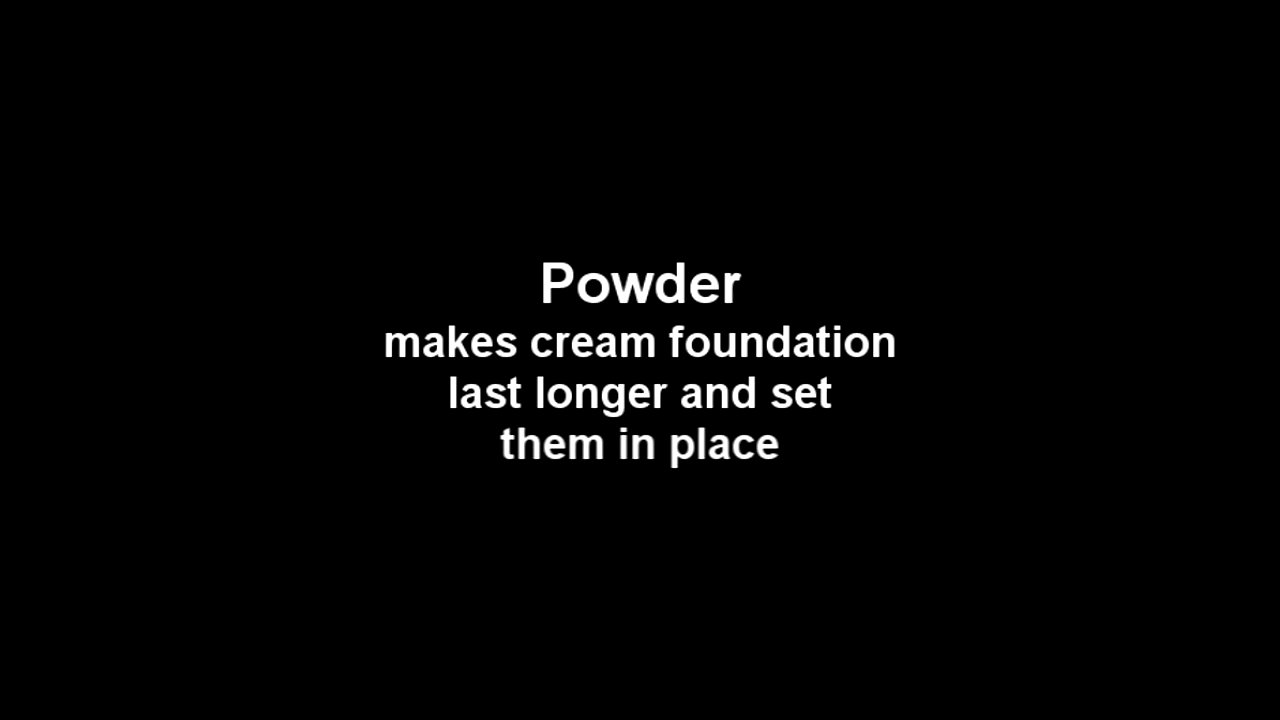 Powder
makes cream foundation
last longer and set
them in place